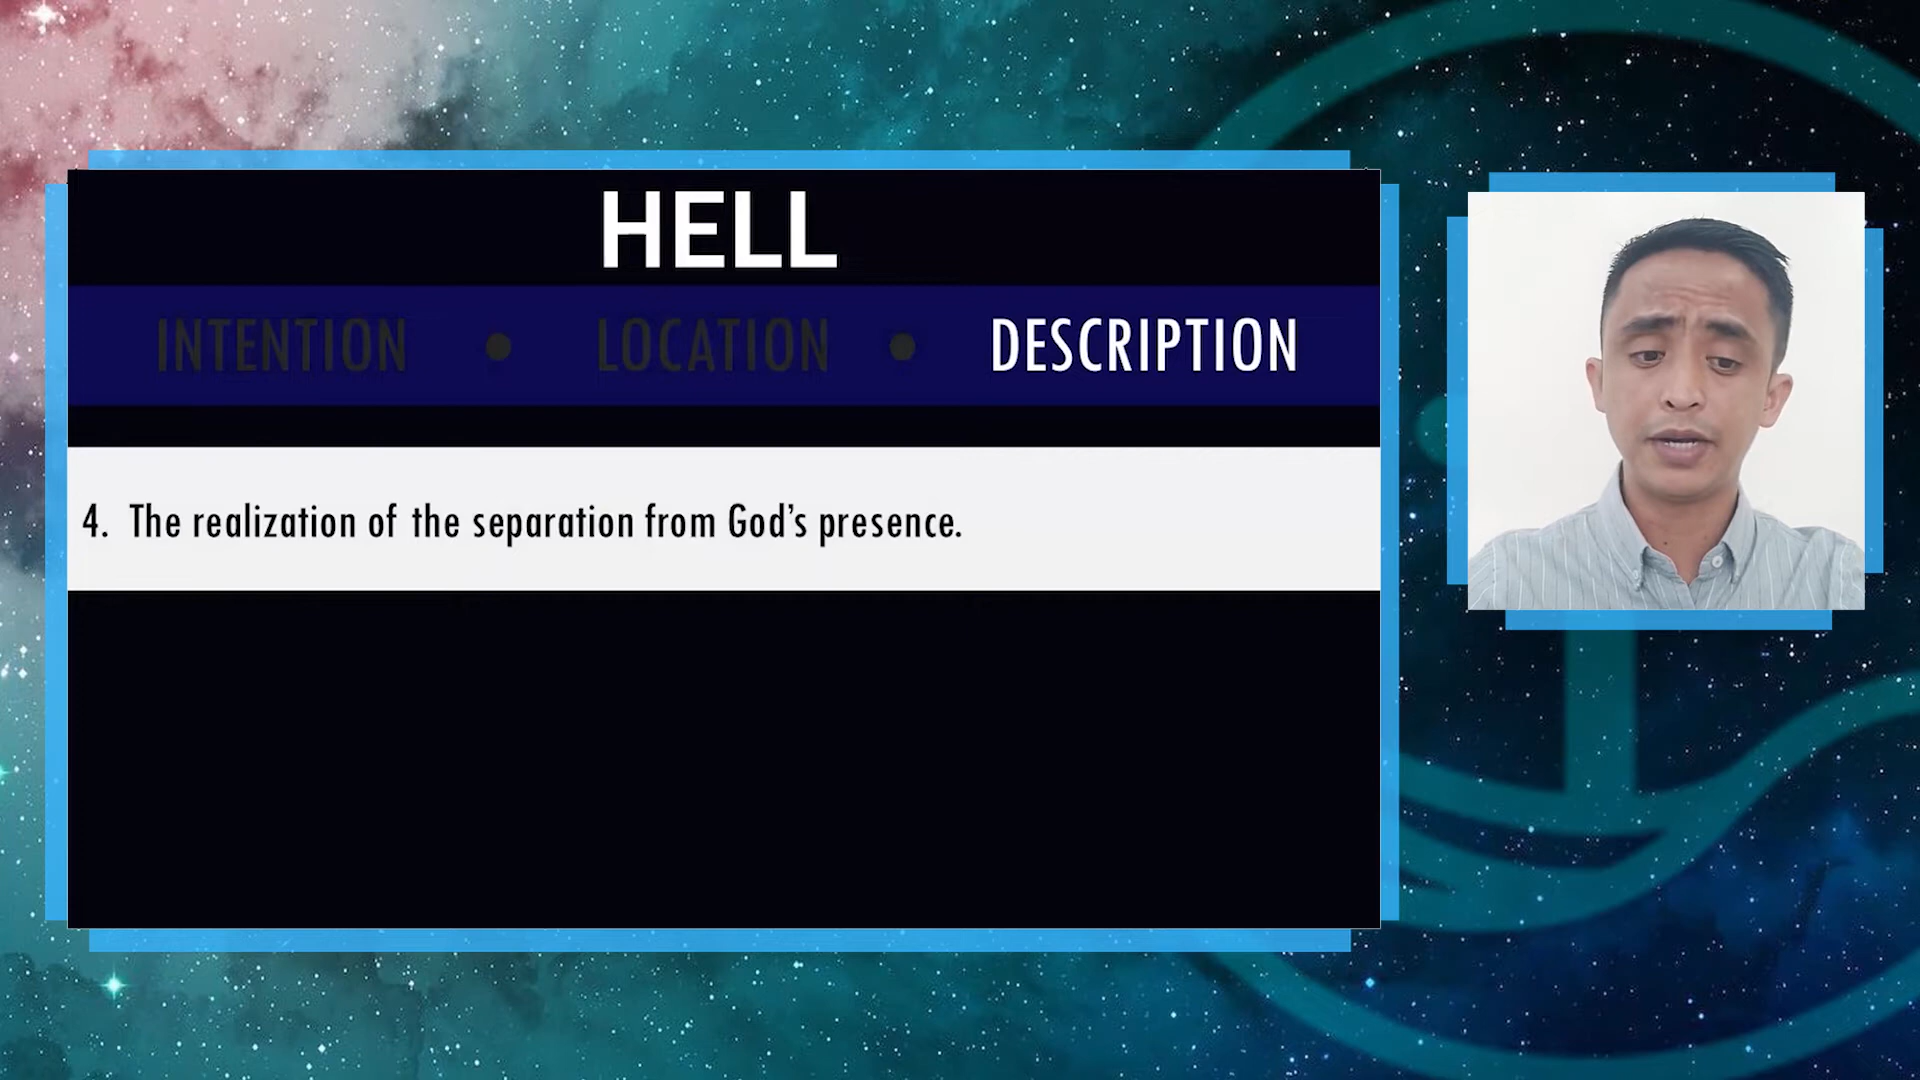 HELL
INTENTION • LOCATION • DESCRIPTION
4. The realization of the separation from God’s presence.